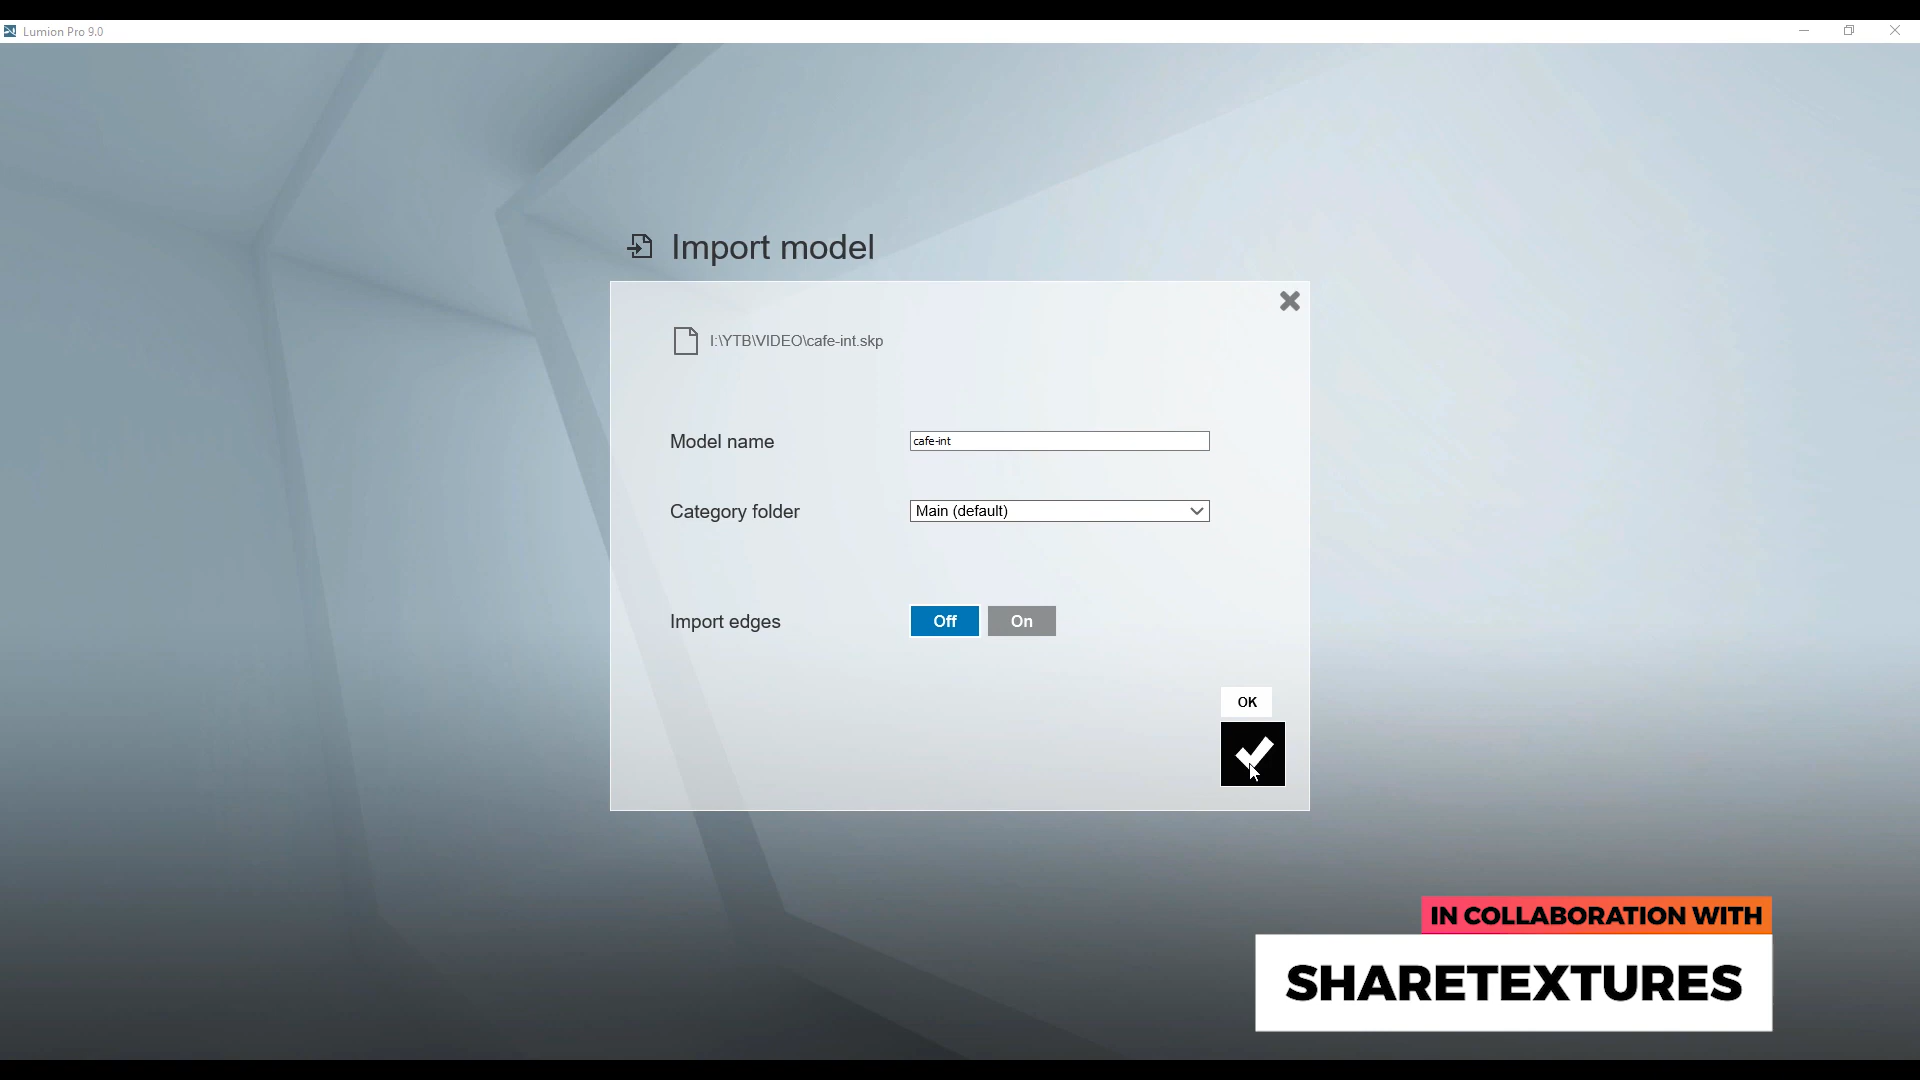 Lumion Pro 9.0
Import model
I:\YTB\VIDEO\cafe-int.skp
Model name
cafe-int
Category folder
Main (default)
Import edges
Off
On
OK
IN COLLABORATION WITH
SHARETEXTURES